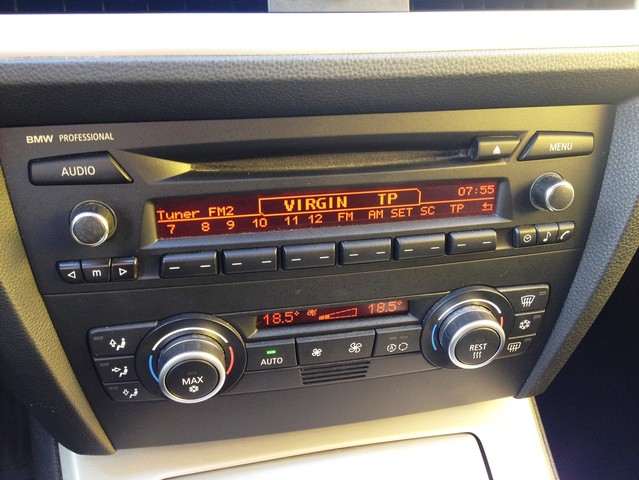 BMW PROFESSIONAL
AUDIO
MENU
VIRGIN TP
07:55
Tuner FM2
7 8 9 10 11 12 FM AM SET SC TP
m
18.5° 18.5°
MAX
AUTO
A
REST